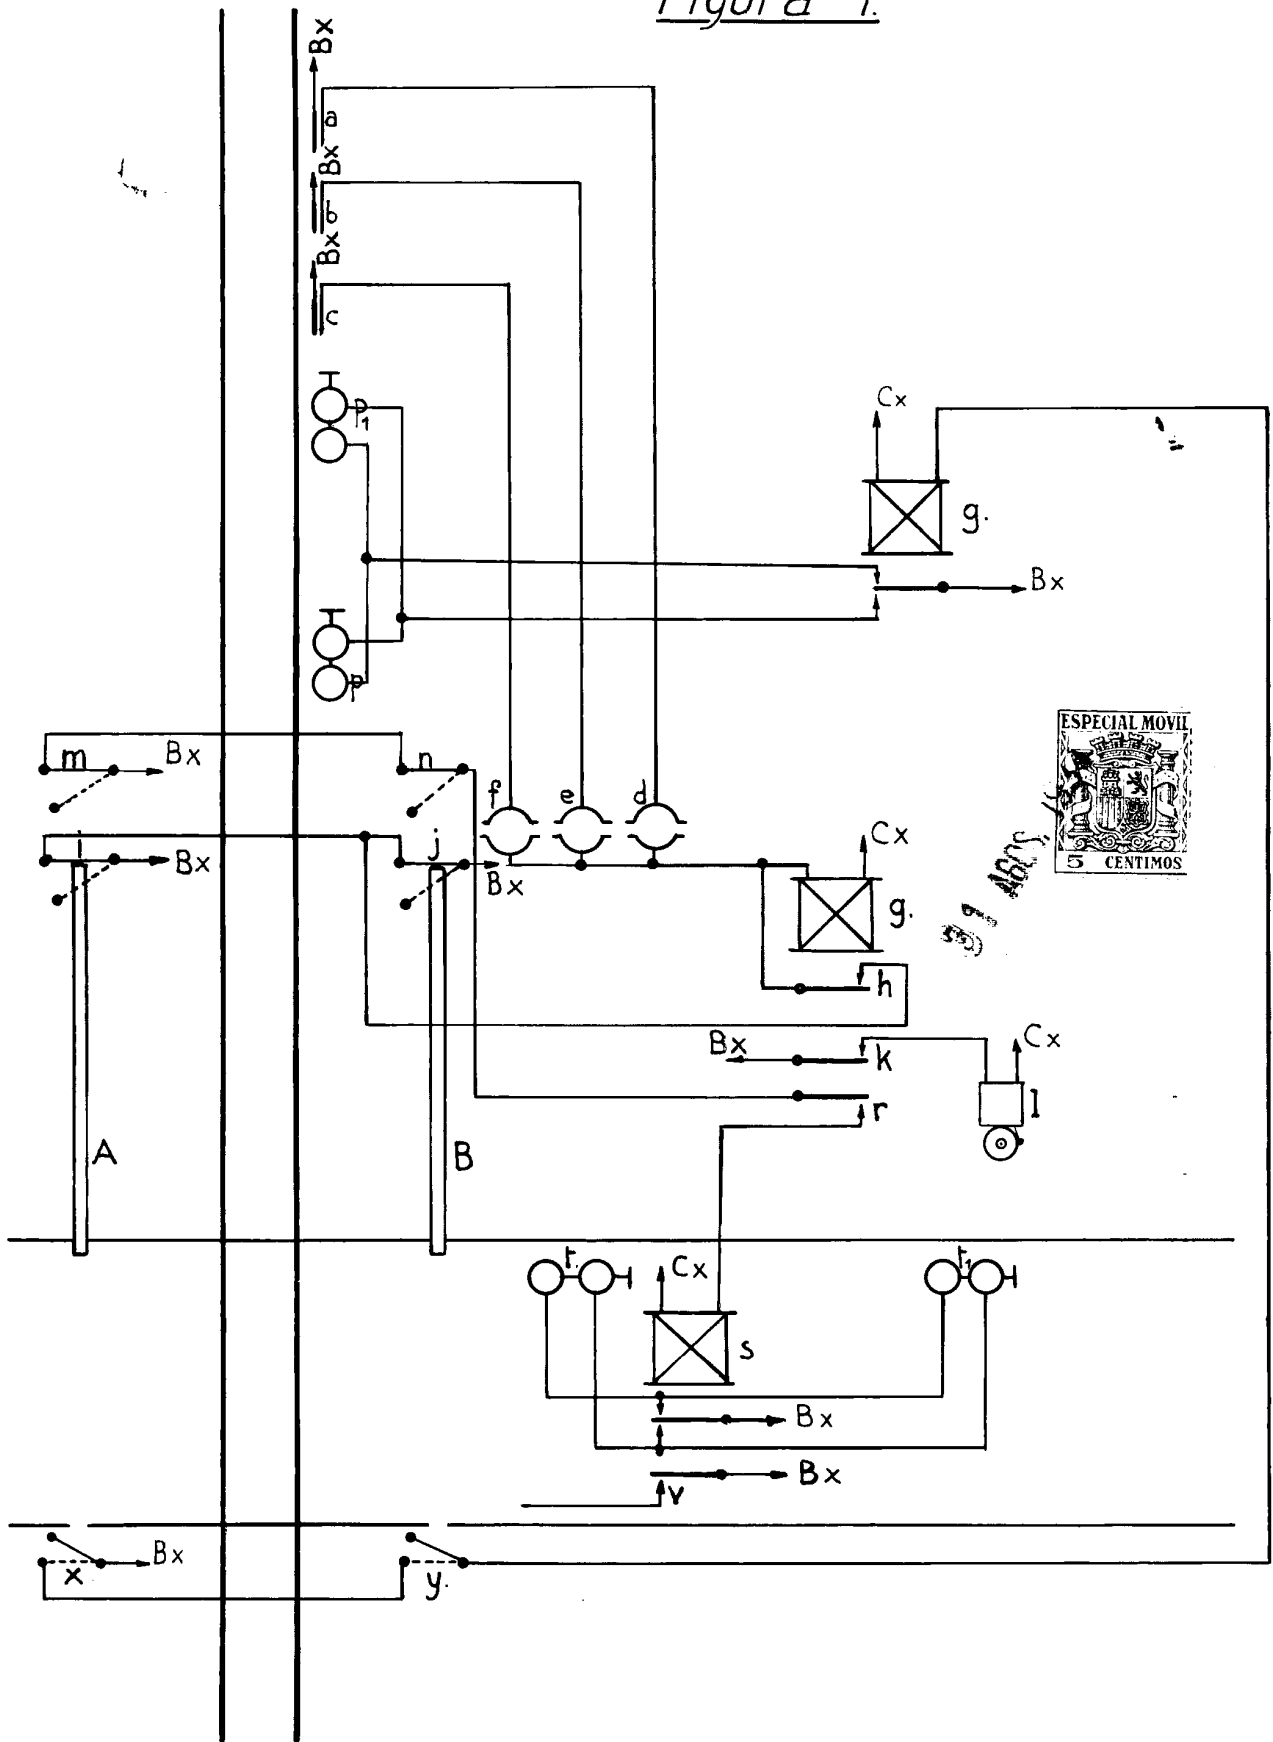 Figura 1.
Bx
a
Bx
b
Bx
c
p1
Cx
g.
Bx
p
m
Bx
n
f
e
d
ESPECIAL MOVIL
5 CENTIMOS
i
Bx
j
Bx
Cx
g.
h
Bx
k
Cx
r
l
A
B
t
Cx
t1
s
Bx
Bx
v
x
Bx
y.